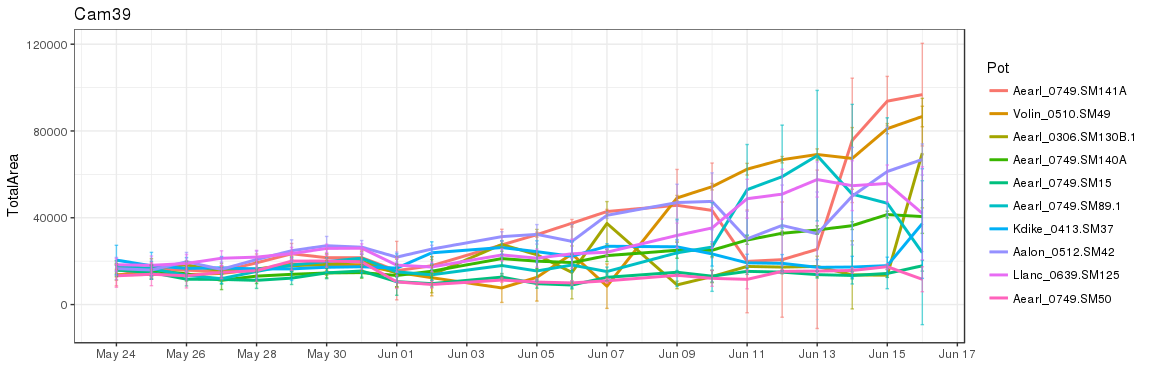 Cam39
TotalArea
120000
80000
40000
0
May 24 May 26 May 28 May 30 Jun 01 Jun 03 Jun 05 Jun 07 Jun 09 Jun 11 Jun 13 Jun 15 Jun 17
Pot
Aearl_0749.SM141A
Volin_0510.SM49
Aearl_0306.SM130B.1
Aearl_0749.SM140A
Aearl_0749.SM15
Aearl_0749.SM89.1
Kdike_0413.SM37
Aalon_0512.SM42
Llanc_0639.SM125
Aearl_0749.SM50